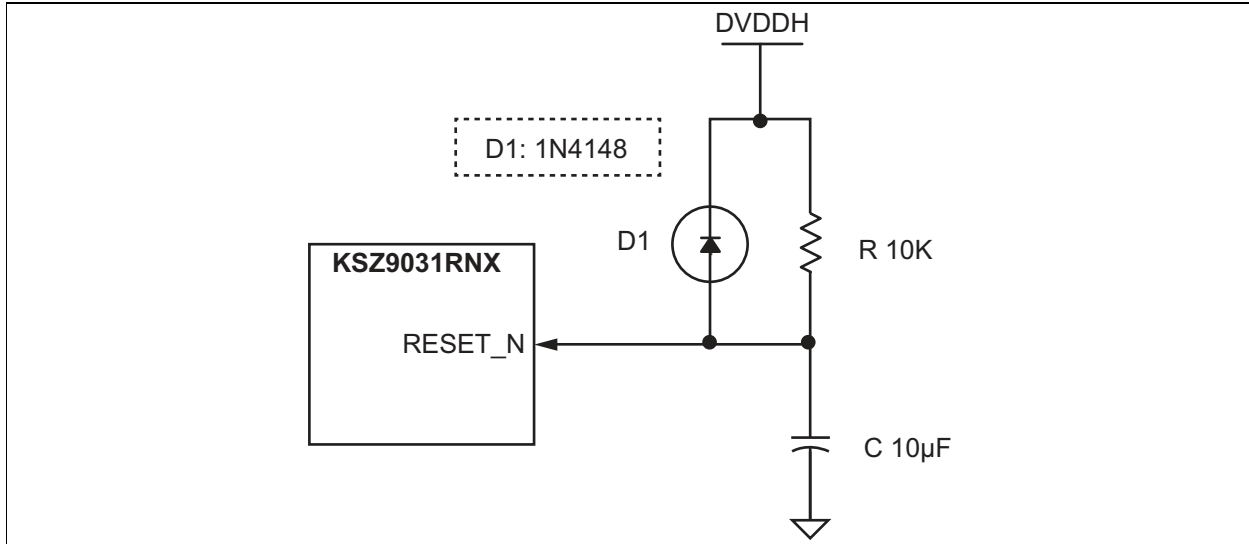 DVDDH
D1: 1N4148
D1
R 10K
KSZ9031RNX
RESET_N
C 10µF